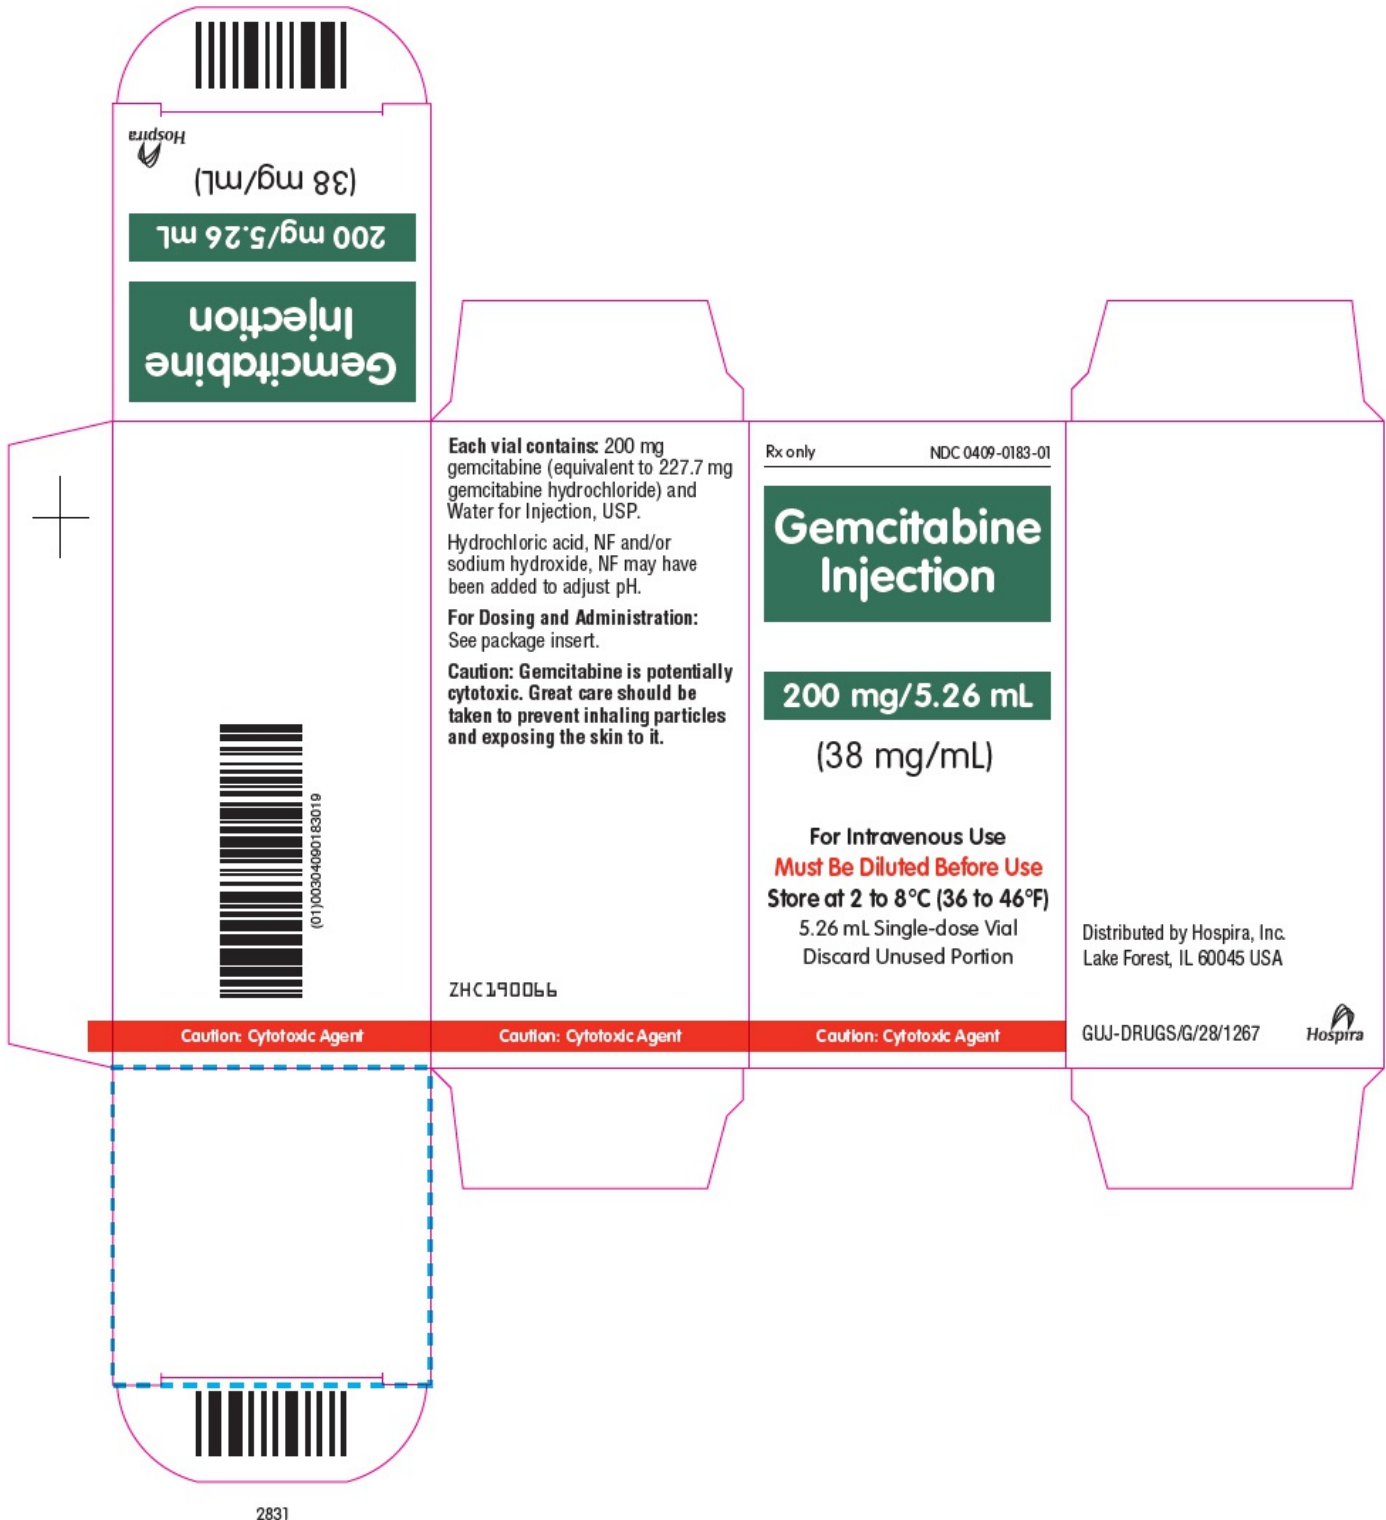 Hospira
(38 mg/mL)
200 mg/5.26 mL
Gemcitabine
Injection
(01)00304090183019
Caution: Cytotoxic Agent
Each vial contains: 200 mg
gemcitabine (equivalent to 227.7 mg
gemcitabine hydrochloride) and
Water for Injection, USP.
Hydrochloric acid, NF and/or
sodium hydroxide, NF may have
been added to adjust pH.
For Dosing and Administration:
See package insert.
Caution: Gemcitabine is potentially
cytotoxic. Great care should be
taken to prevent inhaling particles
and exposing the skin to it.
ZHC190066
Caution: Cytotoxic Agent
Rx only NDC 0409-0183-01
Gemcitabine
Injection
200 mg/5.26 mL
(38 mg/mL)
For Intravenous Use
Must Be Diluted Before Use
Store at 2 to 8°C (36 to 46°F)
5.26 mL Single-dose Vial
Discard Unused Portion
Caution: Cytotoxic Agent
Distributed by Hospira, Inc.
Lake Forest, IL 60045 USA
GUJ-DRUGS/G/28/1267
Hospira
2831